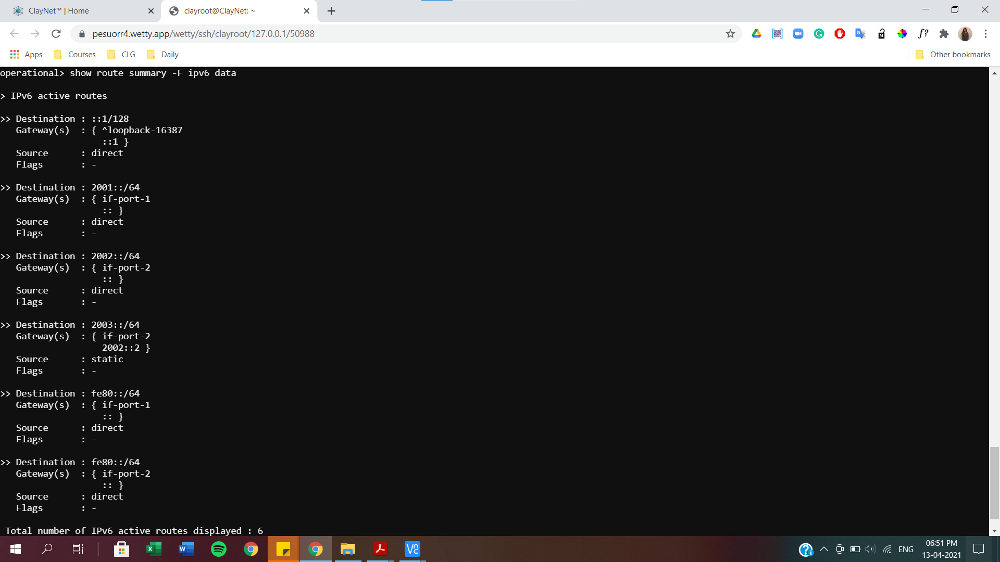 ClayNet™ | Home
clayroot@ClayNet: ~
pesuorr4.wetty.app/wetty/ssh/clayroot/127.0.0.1/50988
Apps Courses CLG Daily Other bookmarks
operational> show route summary -F ipv6 data
> IPv6 active routes
>> Destination : ::1/128
Gateway(s) : { ^loopback-16387
::1 }
Source : direct
Flags : -
>> Destination : 2001::/64
Gateway(s) : { if-port-1
:: }
Source : direct
Flags : -
>> Destination : 2002::/64
Gateway(s) : { if-port-2
:: }
Source : direct
Flags : -
>> Destination : 2003::/64
Gateway(s) : { if-port-2
2002::2 }
Source : static
Flags : -
>> Destination : fe80::/64
Gateway(s) : { if-port-1
:: }
Source : direct
Flags : -
>> Destination : fe80::/64
Gateway(s) : { if-port-2
:: }
Source : direct
Flags : -
Total number of IPv6 active routes displayed : 6
ENG
06:51 PM
13-04-2021